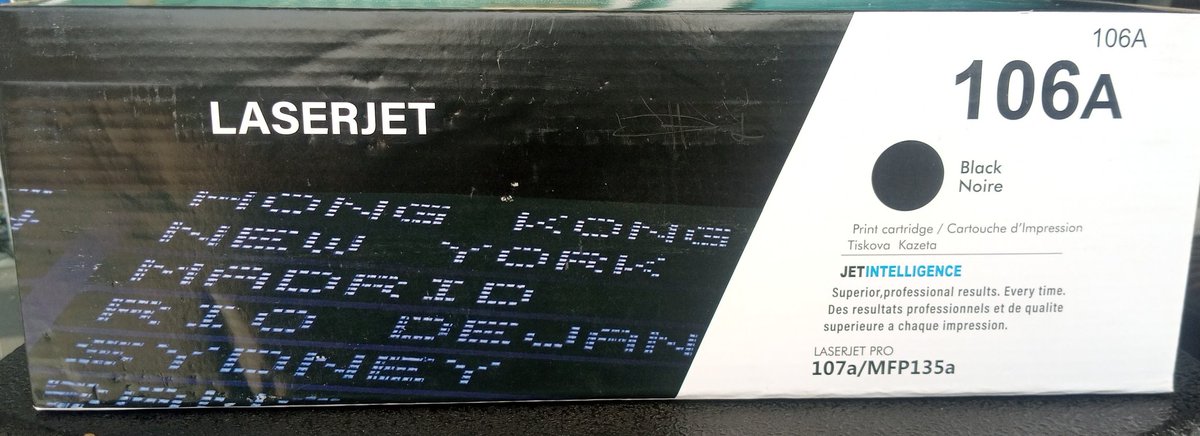 106A
106A
LASERJET
Black
Noire
Print cartridge / Cartouche d'Impression
Tiskova Kazeta
JETINTELLIGENCE
Superior,professional results. Every time.
Des resultats professionnels et de qualite
superieure a chaque impression.
LASERJET PRO
107a/MFP135a
HONG KONG
NEW YORK
MADRID
RIO DEJAN
SYDNEY